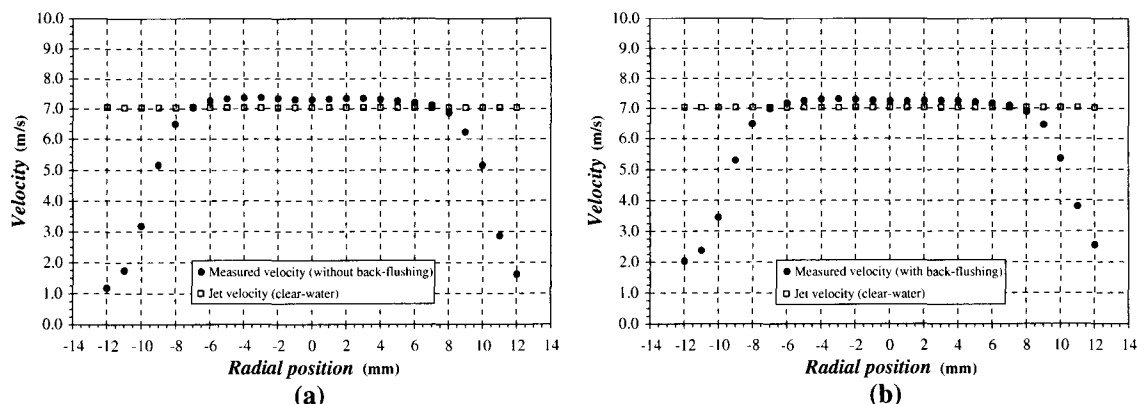 10.0
9.0
8.0
7.0
6.0
5.0
4.0
3.0
2.0
1.0
0.0
Velocity (m/s)
Measured velocity (without back-flushing)
Jet velocity (clear-water)
-14 -12 -10 -8 -6 -4 -2 0 2 4 6 8 10 12 14
Radial position (mm)
(a)
10.0
9.0
8.0
7.0
6.0
5.0
4.0
3.0
2.0
1.0
0.0
Velocity (m/s)
Measured velocity (with back-flushing)
Jet velocity (clear-water)
-14 -12 -10 -8 -6 -4 -2 0 2 4 6 8 10 12 14
Radial position (mm)
(b)